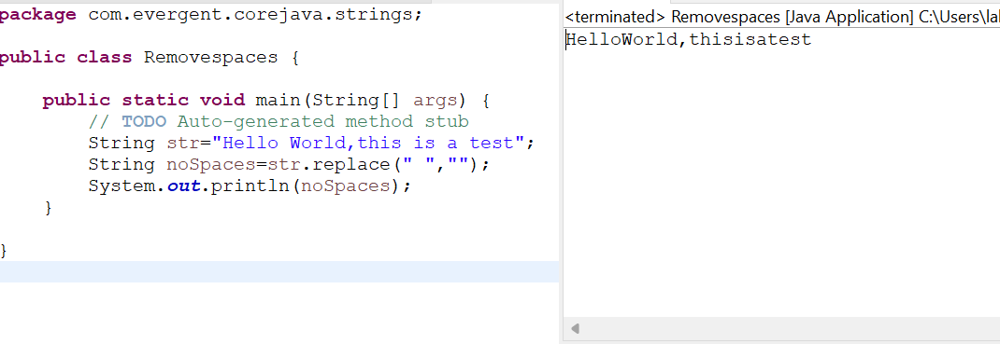 package com.evergent.corejava.strings;
public class Removespaces {
public static void main(String[] args) {
// TODO Auto-generated method stub
String str="Hello World,this is a test";
String noSpaces=str.replace(" ","");
System.out.println(noSpaces);
}
}
<terminated> Removespaces [Java Application] C:\Users\la
HelloWorld,thisisatest